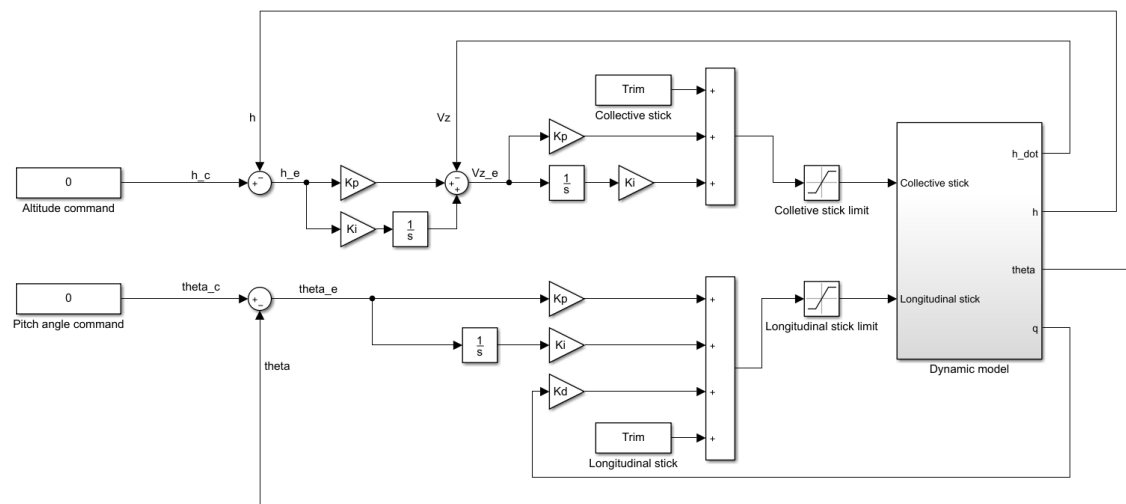 Trim
Collective stick
h
Vz
Kp
h_dot
0
h_c
h_e
Kp
Vz_e
1
s
Ki
Collective stick
Altitude command
Colletive stick limit
h
Ki
1
s
theta
0
theta_c
theta_e
Kp
Longitudinal stick
Pitch angle command
Longitudinal stick limit
q
1
s
Ki
theta
Dynamic model
Kd
Trim
Longitudinal stick
+
+
+
+
−
−
+
+
+
−
+
+
+
+